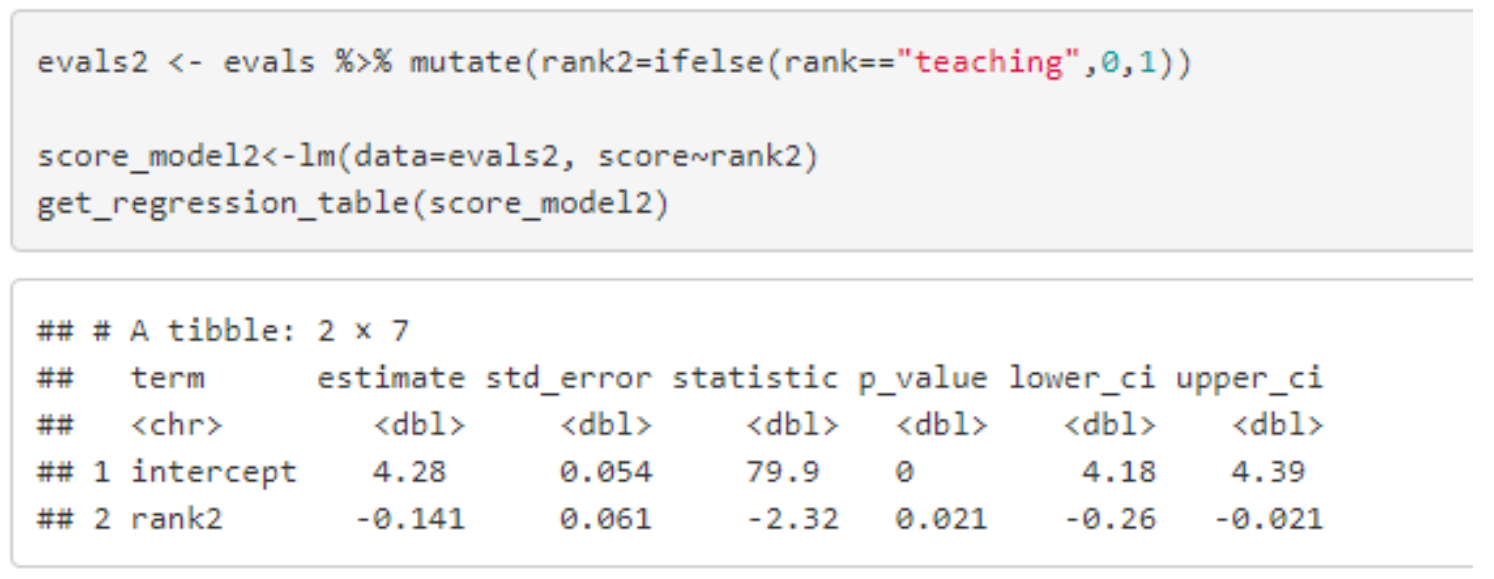 evals2 <- evals %>% mutate(rank2=ifelse(rank=="teaching",0,1))
score_model2<-lm(data=evals2, score~rank2)
get_regression_table(score_model2)
## # A tibble: 2 × 7
##   term      estimate std_error statistic p_value lower_ci upper_ci
##   <chr>        <dbl>     <dbl>     <dbl>   <dbl>    <dbl>    <dbl>
## 1 intercept    4.28      0.054     79.9    0         4.18    4.39
## 2 rank2       -0.141     0.061     -2.32   0.021    -0.26   -0.021